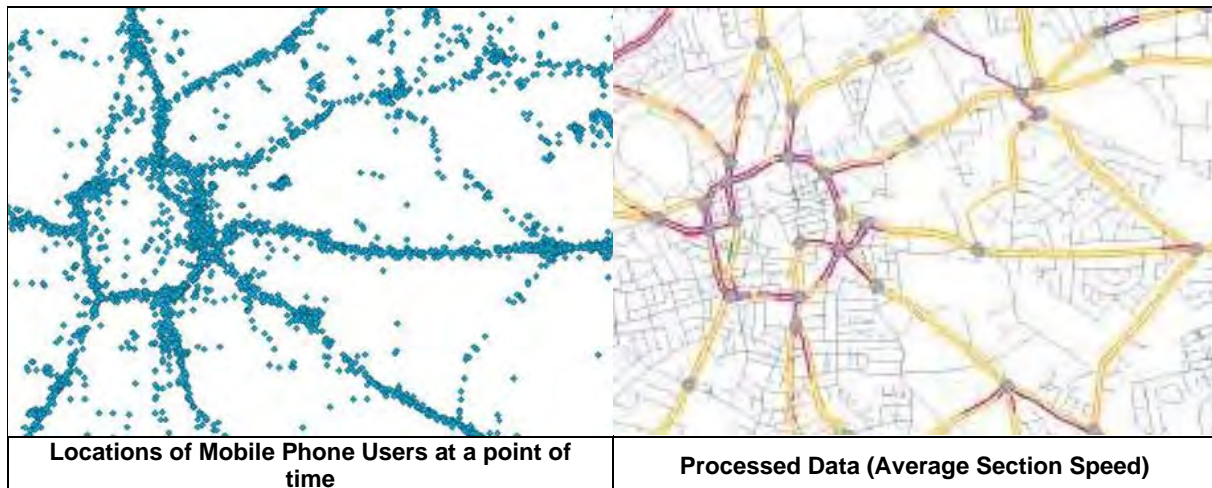 Locations of Mobile Phone Users at a point of
time
Processed Data (Average Section Speed)